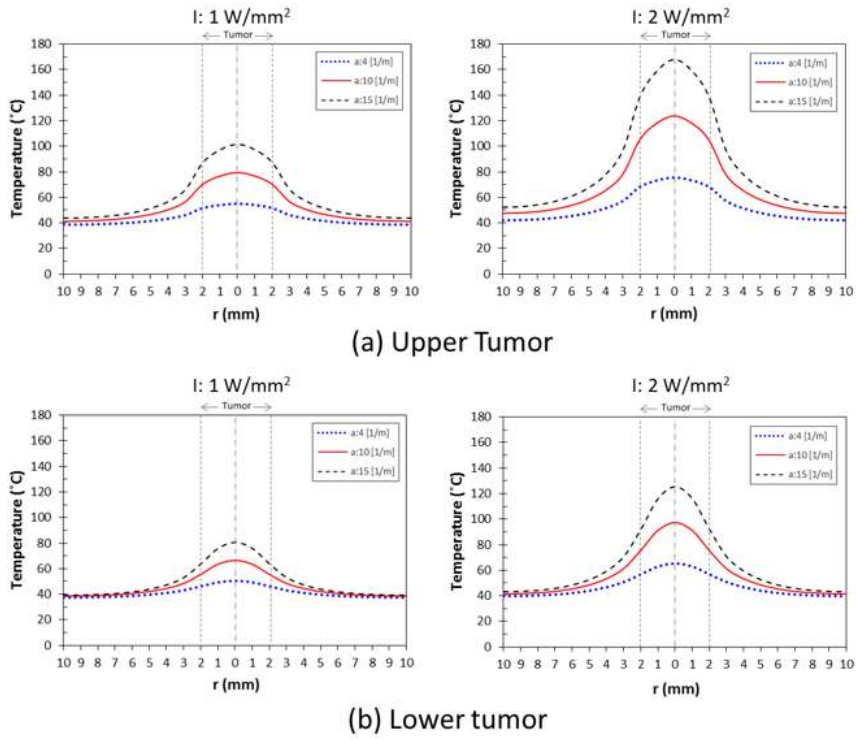 I: 1 W/mm²
Tumor
Temperature (˚C)
180
160
140
120
100
80
60
40
20
0
a:4 [1/m]
a:10 [1/m]
a:15 [1/m]
10 9 8 7 6 5 4 3 2 1 0 1 2 3 4 5 6 7 8 9 10
r (mm)
I: 2 W/mm²
Tumor
Temperature (˚C)
180
160
140
120
100
80
60
40
20
0
a:4 [1/m]
a:10 [1/m]
a:15 [1/m]
10 9 8 7 6 5 4 3 2 1 0 1 2 3 4 5 6 7 8 9 10
r (mm)
(a) Upper Tumor
I: 1 W/mm²
Tumor
Temperature (˚C)
180
160
140
120
100
80
60
40
20
0
a:4 [1/m]
a:10 [1/m]
a:15 [1/m]
10 9 8 7 6 5 4 3 2 1 0 1 2 3 4 5 6 7 8 9 10
r (mm)
I: 2 W/mm²
Tumor
Temperature (˚C)
180
160
140
120
100
80
60
40
20
0
a:4 [1/m]
a:10 [1/m]
a:15 [1/m]
10 9 8 7 6 5 4 3 2 1 0 1 2 3 4 5 6 7 8 9 10
r (mm)
(b) Lower tumor